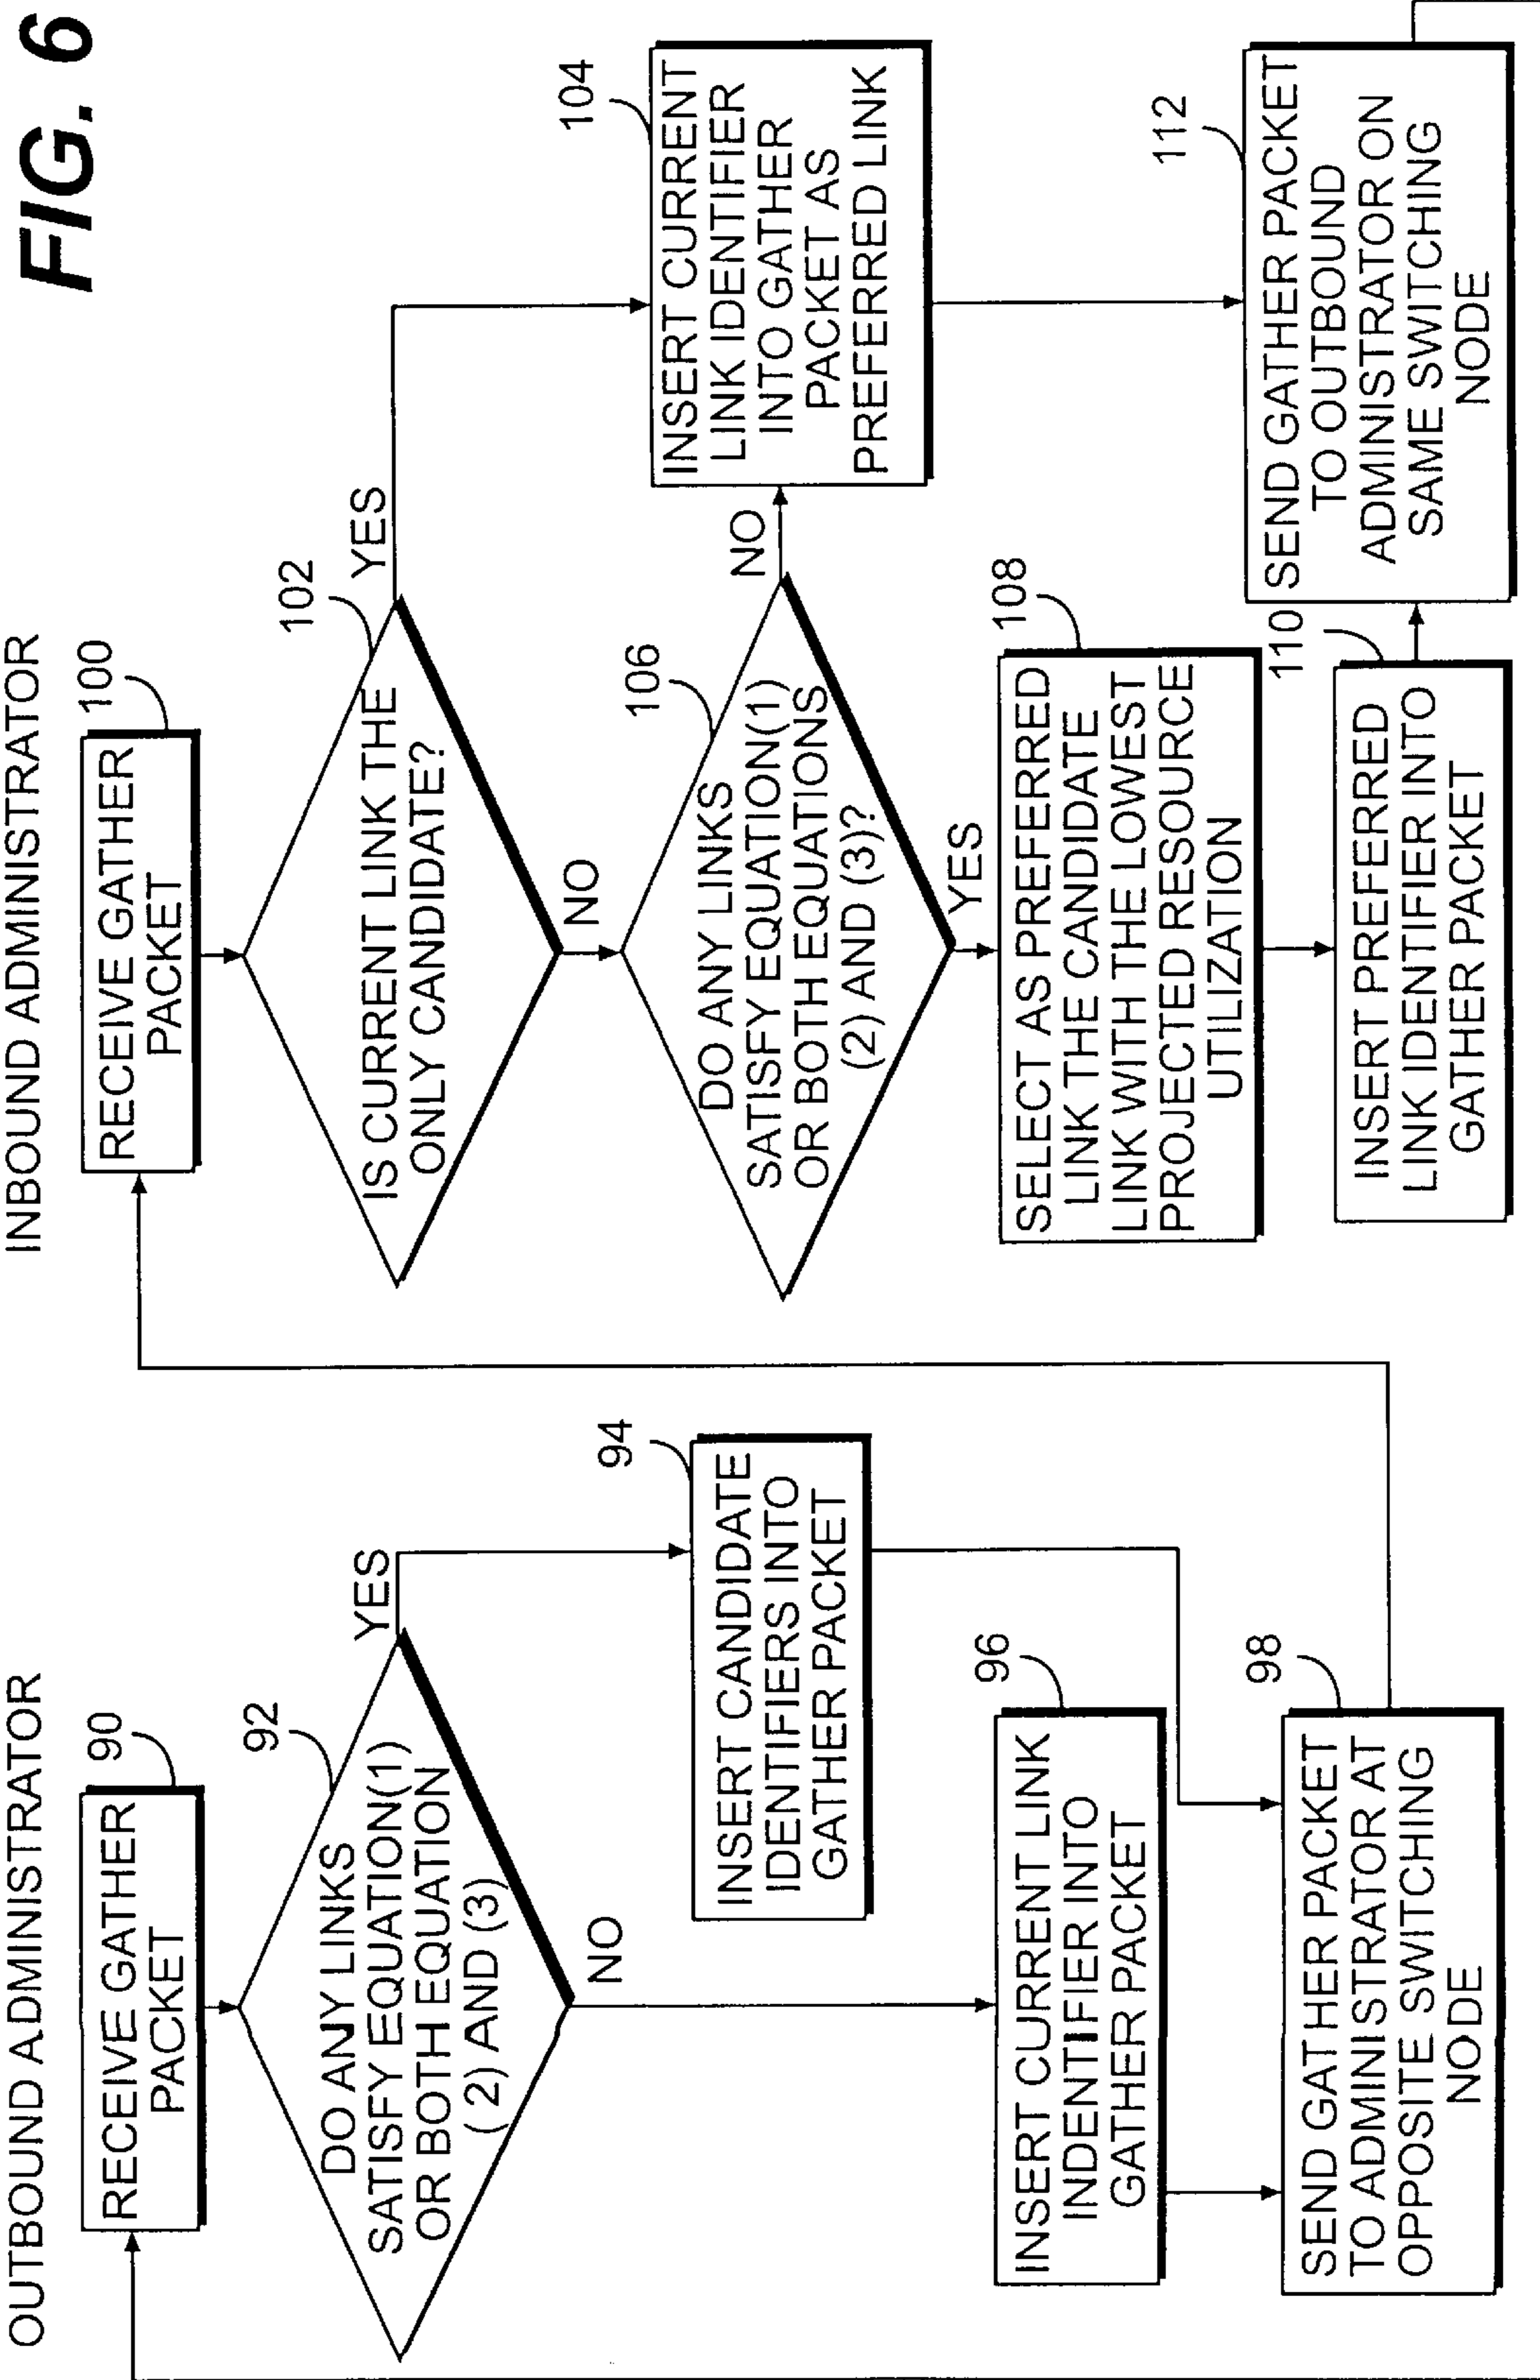 FIG. 6
OUTBOUND ADMINISTRATOR
90
RECEIVE GATHER
PACKET
92
DO ANY LINKS
SATISFY EQUATION(1)
OR BOTH EQUATION
( 2) AND (3)
YES
NO
94
INSERT CANDIDATE
IDENTIFIERS INTO
GATHER PACKET
96
INSERT CURRENT LINK
INDENTIFIER INTO
GATHER PACKET
98
SEND GATHER PACKET
TO ADMINISTRATOR AT
OPPOSITE SWITCHING
NODE
INBOUND ADMINISTRATOR
100
RECEIVE GATHER
PACKET
102
IS CURRENT LINK THE
ONLY CANDIDATE?
YES
NO
104
INSERT CURRENT
LINK IDENTIFIER
INTO GATHER
PACKET AS
PREFERRED LINK
106
DO ANY LINKS
SATISFY EQUATION(1)
OR BOTH EQUATIONS
(2) AND (3)?
NO
YES
108
SELECT AS PREFERRED
LINK THE CANDIDATE
LINK WITH THE LOWEST
PROJECTED RESOURCE
UTILIZATION
110
INSERT PREFERRED
LINK IDENTIFIER INTO
GATHER PACKET
112
SEND GATHER PACKET
TO OUTBOUND
ADMINISTRATOR ON
SAME SWITCHING
NODE